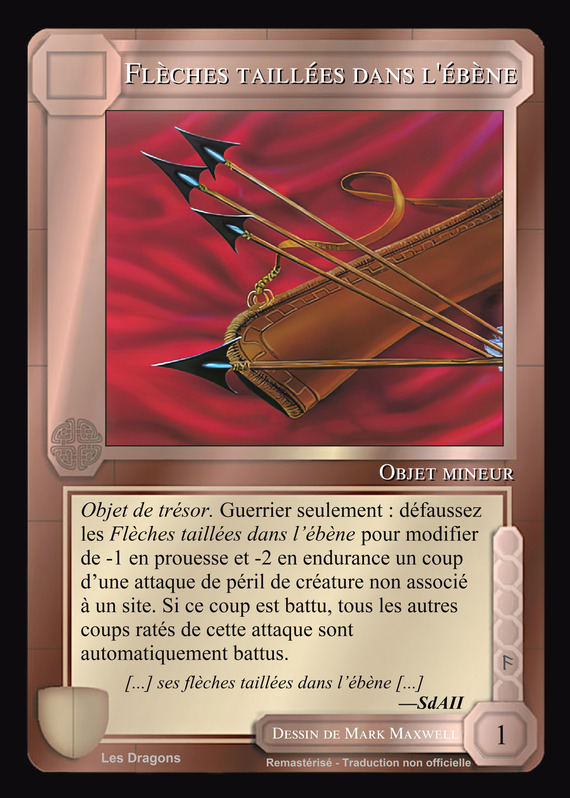 Flèches taillées dans l'ébène
Objet mineur
Objet de trésor. Guerrier seulement : défaussez
les Flèches taillées dans l’ébène pour modifier
de -1 en prouesse et -2 en endurance un coup
d’une attaque de péril de créature non associé
à un site. Si ce coup est battu, tous les autres
coups ratés de cette attaque sont
automatiquement battus.
[...] ses flèches taillées dans l’ébène [...]
—SdAII
ᚩ
Dessin de Mark Maxwell
1
Les Dragons
Remastérisé - Traduction non officielle